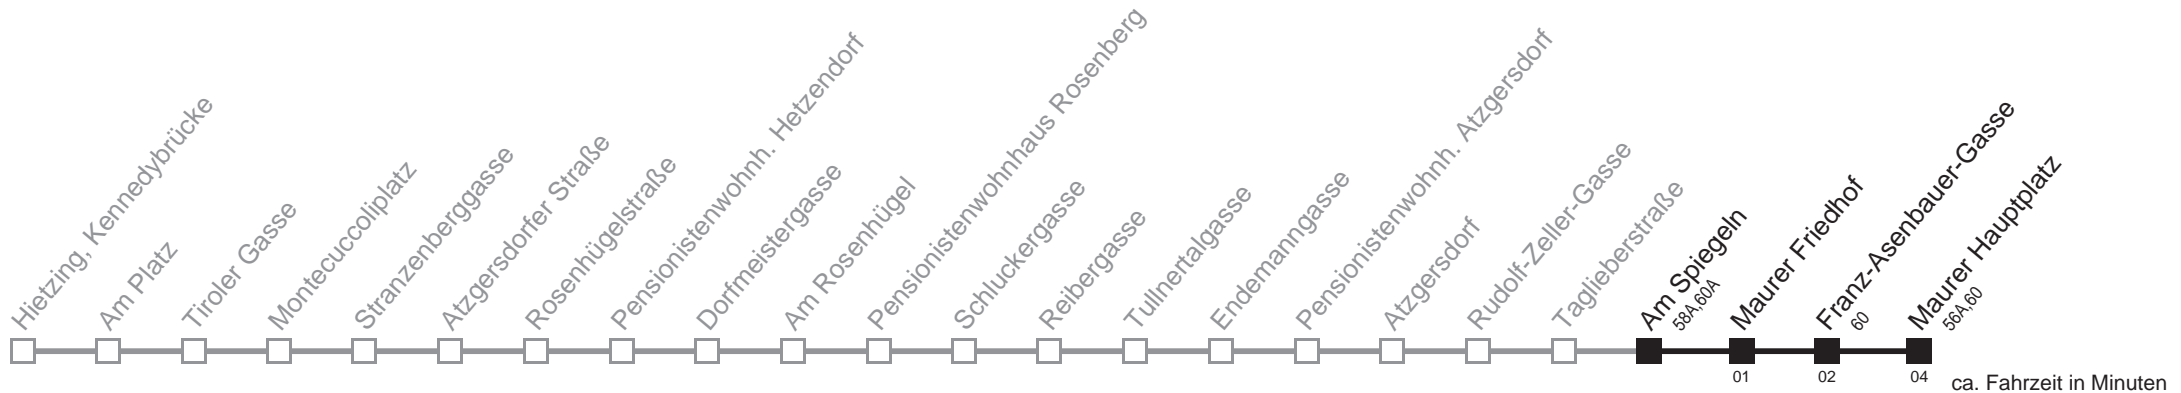 Hietzing, Kennedybrücke
Am Platz
Tiroler Gasse
Montecuccoliplatz
Stranzenberggasse
Atzgersdorfer Straße
Rosenhügelstraße
Pensionistenwohnh. Hetzendorf
Dorfmeistergasse
Am Rosenhügel
Pensionistenwohnhaus Rosenberg
Schluckergasse
Reibergasse
Tullnertalgasse
Endemanngasse
Pensionistenwohnh. Atzgersdorf
Atzgersdorf
Rudolf-Zeller-Gasse
Taglieberstraße
Am Spiegeln
58A,60A
Maurer Friedhof
Franz-Asenbauer-Gasse
60
Maurer Hauptplatz
56A,60
01
02
04
ca. Fahrzeit in Minuten